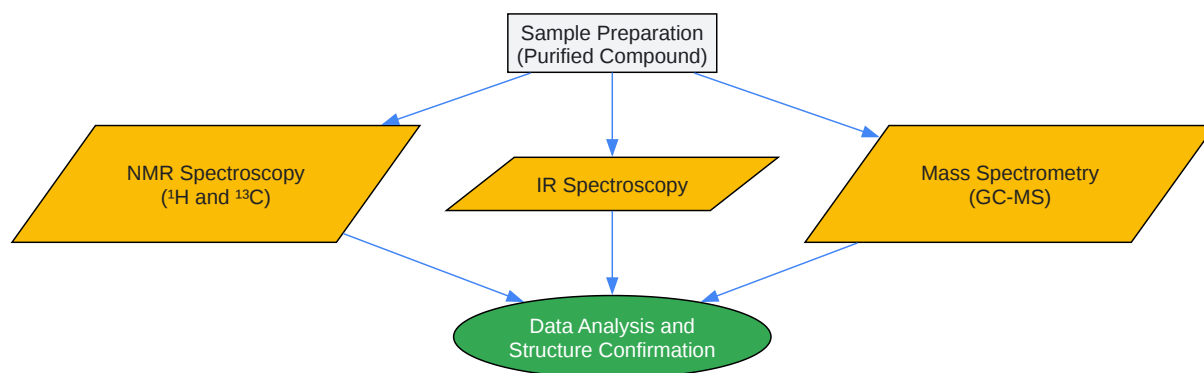 Sample Preparation
(Purified Compound)
NMR Spectroscopy
(¹H and ¹³C)
IR Spectroscopy
Mass Spectrometry
(GC-MS)
Data Analysis and
Structure Confirmation